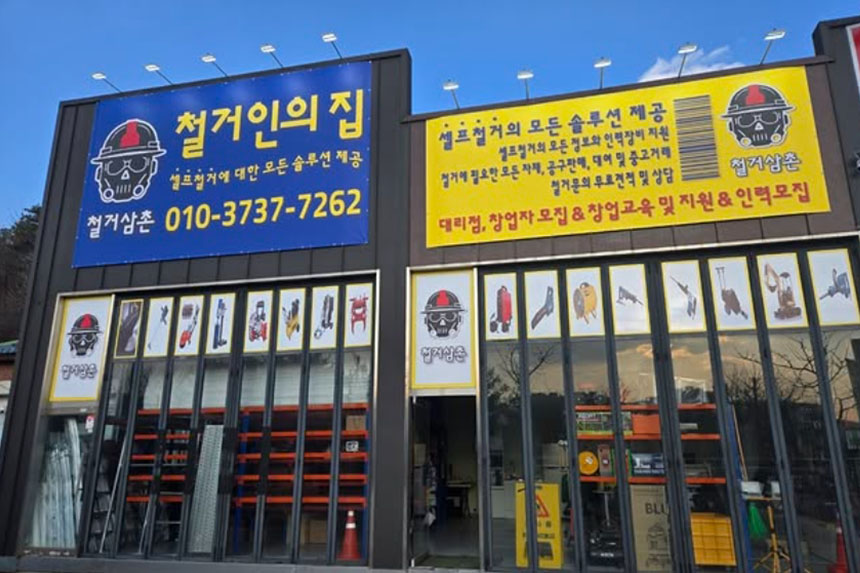 철거인의 집
셀프철거에 대한 모든 솔루션 제공
철거삼촌
010-3737-7262
셀프철거의 모든 솔루션 제공
셀프철거의 모든 정보와 인력장비 지원
철거에 필요한 모든 자재, 공구판매, 대여 및 중고거래
철거문의 무료견적 및 상담
대리점, 창업자 모집 & 창업교육 및 지원 & 인력모집
철거삼촌
철거삼촌
철거삼촌
BLU